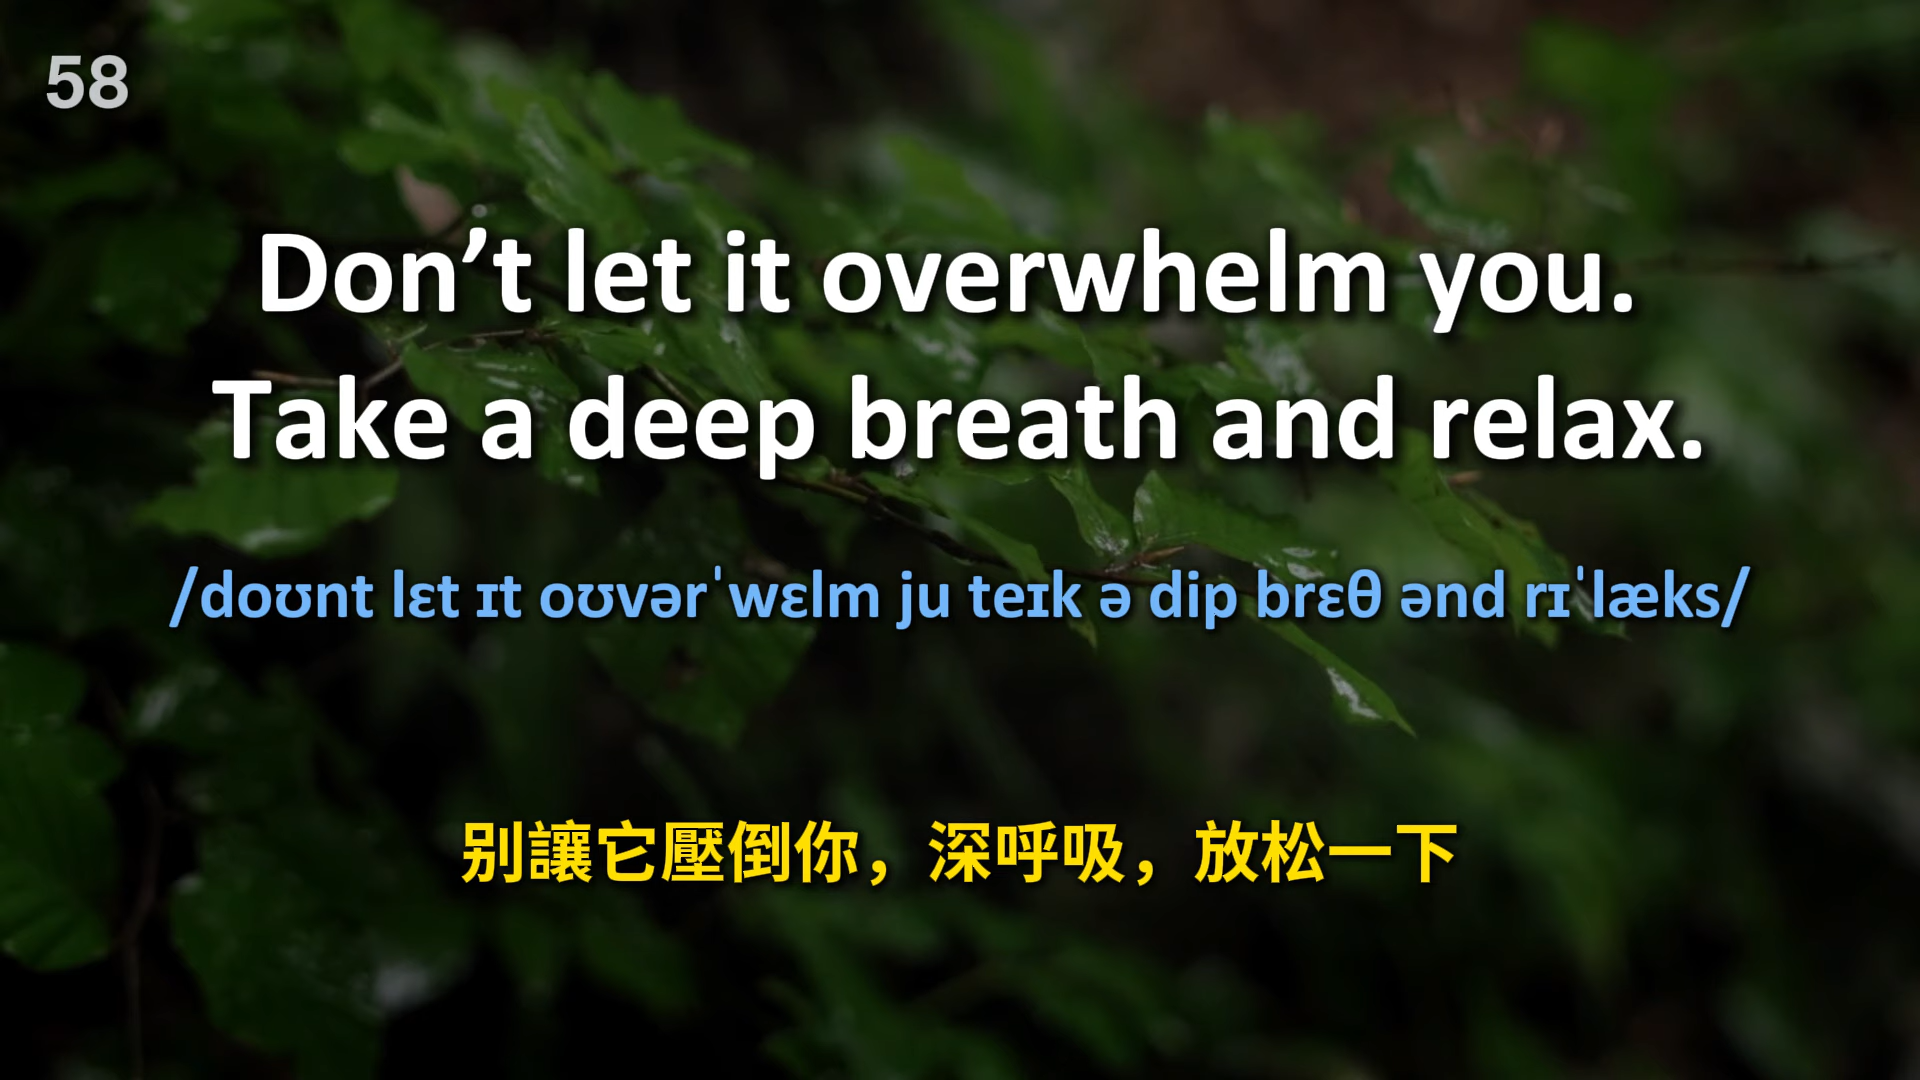 58
Don’t let it overwhelm you.
Take a deep breath and relax.
/doʊnt lɛt ɪt oʊvərˈwɛlm ju teɪk ə dip brɛθ ənd rɪˈlæks/
别讓它壓倒你，深呼吸，放松一下